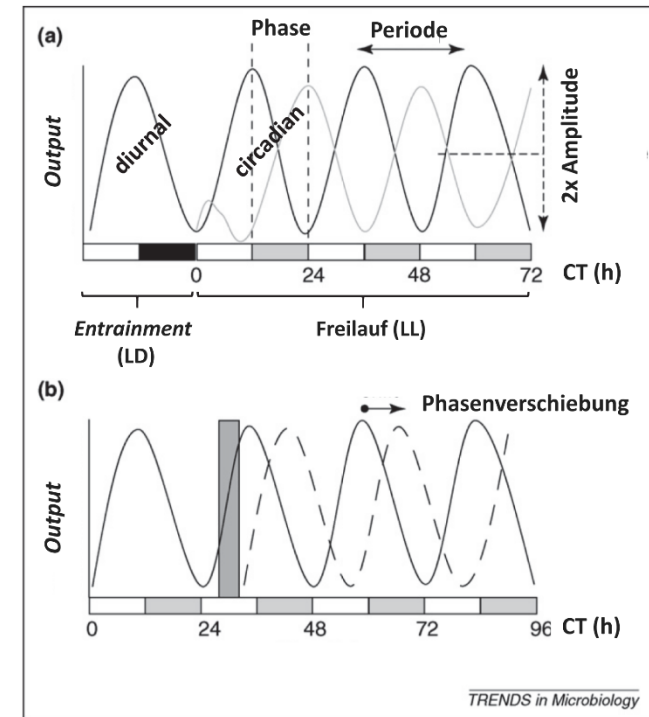 (a)
Phase
Periode
Output
diurnal
circadian
2x Amplitude
0 24 48 72 CT (h)
Entrainment
(LD)
Freilauf (LL)
(b)
Phasenverschiebung
Output
0 24 48 72 96 CT (h)
TRENDS in Microbiology